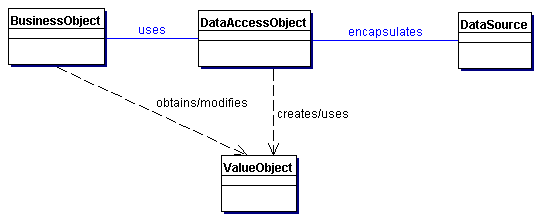 BusinessObject
uses
DataAccessObject
encapsulates
DataSource
obtains/modifies
creates/uses
ValueObject